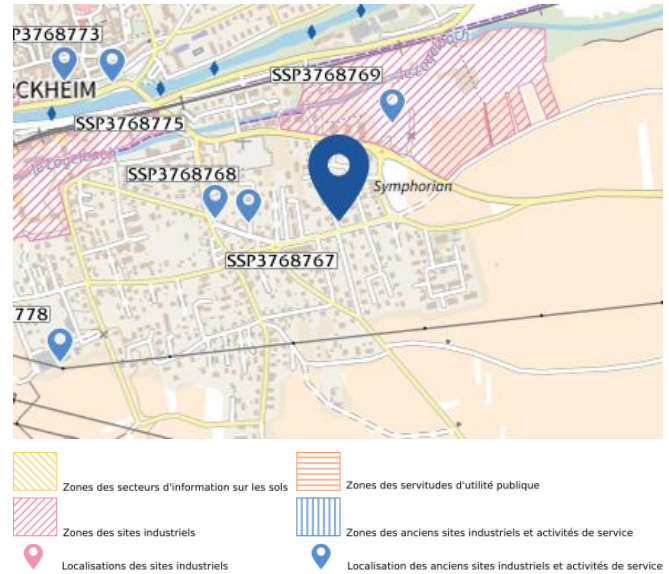 SP3768773
RCKHEIM
SSP3768769
le Logelbach
SSP3768775
le Logelbach
SSP3768768
Symphorian
SSP3768767
778
Zones des secteurs d'information sur les sols
Zones des servitudes d'utilité publique
Zones des sites industriels
Zones des anciens sites industriels et activités de service
Localisations des sites industriels
Localisation des anciens sites industriels et activités de service